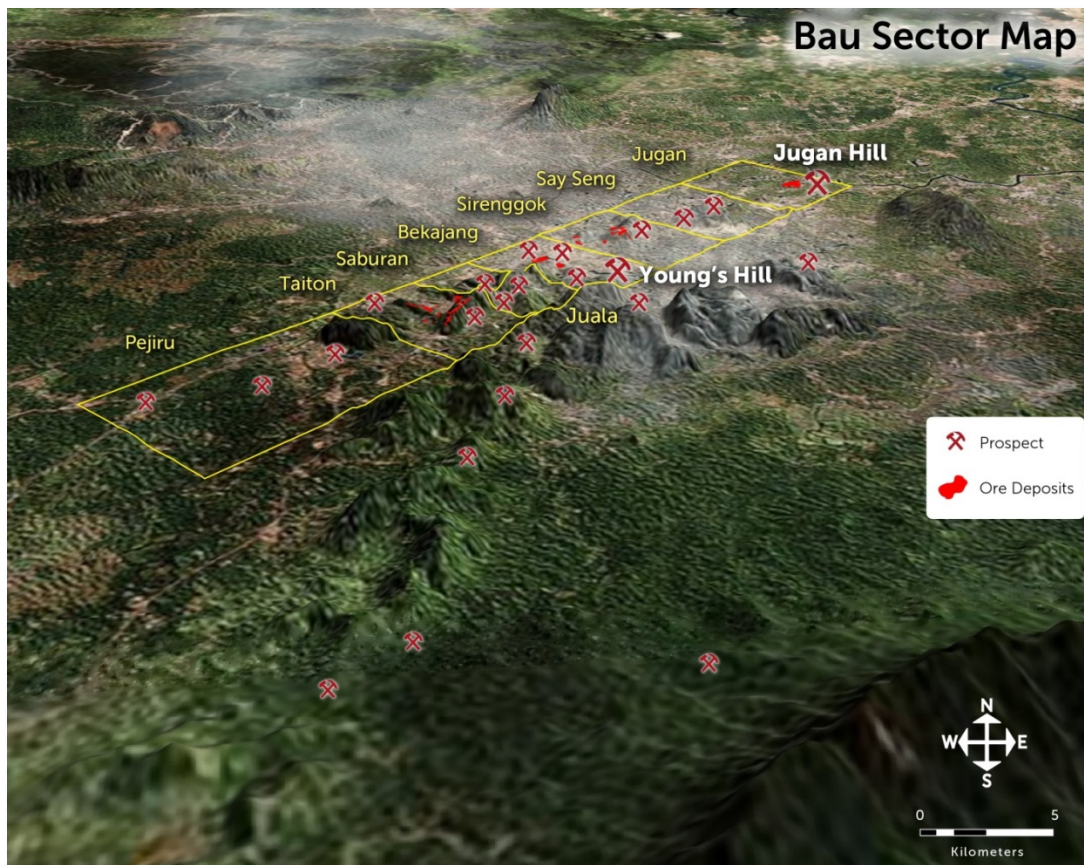 Bau Sector Map
Jugan Hill
Jugan
Say Seng
Sirenggok
Bekajang
Saburan
Young's Hill
Taiton
Juala
Pejiru
Prospect
Ore Deposits
N
W E
S
0 5
Kilometers